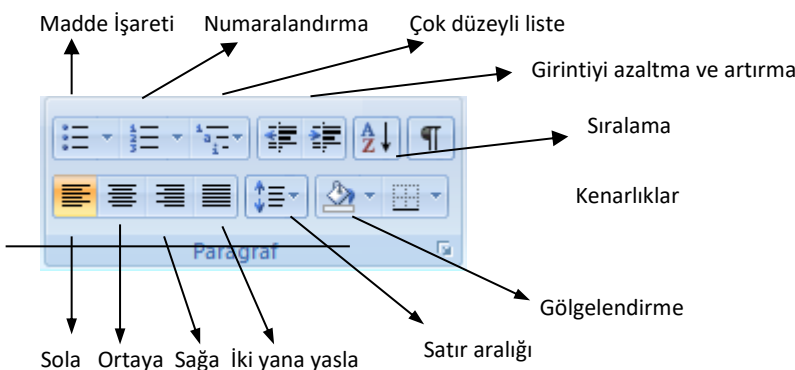 Madde İşareti Numaralandırma Çok düzeyli liste
Girintiyi azaltma ve artırma
Sıralama
Kenarlıklar
Paragraf
Gölgelendirme
Satır aralığı
Sola Ortaya Sağa İki yana yasla